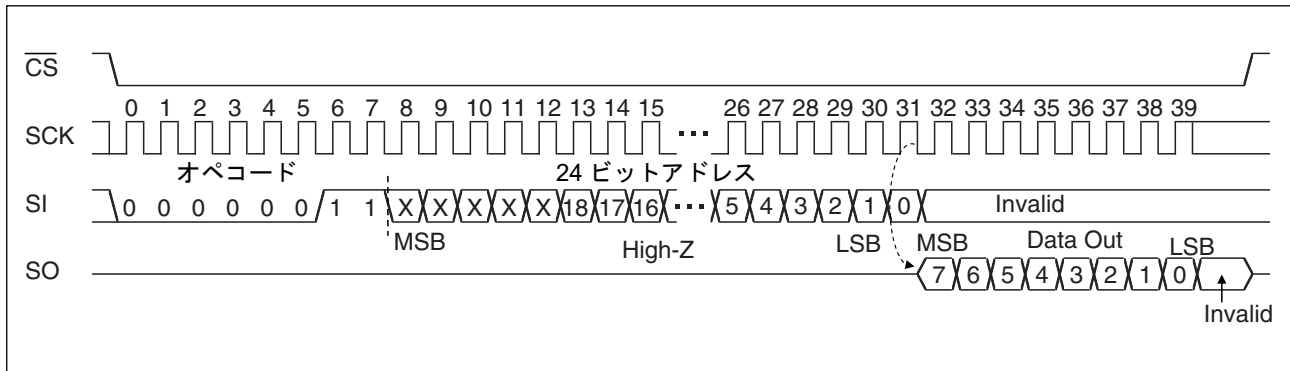 CS
0 1 2 3 4 5 6 7 8 9 10 11 12 13 14 15 26 27 28 29 30 31 32 33 34 35 36 37 38 39
SCK ···
オペコード 24 ビットアドレス
SI 0 0 0 0 0 0 1 1 X X X X X 18 17 16 ··· 5 4 3 2 1 0 Invalid
MSB High-Z LSB MSB Data Out LSB
SO 7 6 5 4 3 2 1 0
Invalid